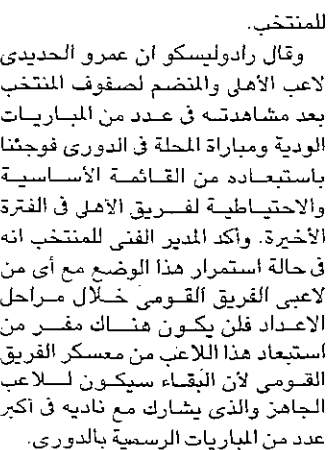 للمنتخب.
وقال رادوليسكو ان عمرو الحديدى
لاعب الأهلى والمنضم لصفوف المنتخب
بعد مشاهدته فى عدد من المباريات
الودية ومباراة المحلة فى الدورى فوجئنا
باستبعاده من القائمة الأساسية
والاحتياطية لفريق الأهلى فى الفترة
الأخيرة. وأكد المدير الفنى للمنتخب انه
فى حالة استمرار هذا الوضع مع أى من
لاعبى الفريق القومى خلال مراحل
الاعداد فلن يكون هناك مفر من
استبعاد هذا اللاعب من معسكر الفريق
القومى لأن البقاء سيكون للاعب
الجاهز والذى يشارك مع ناديه فى أكبر
عدد من المباريات الرسمية بالدورى.